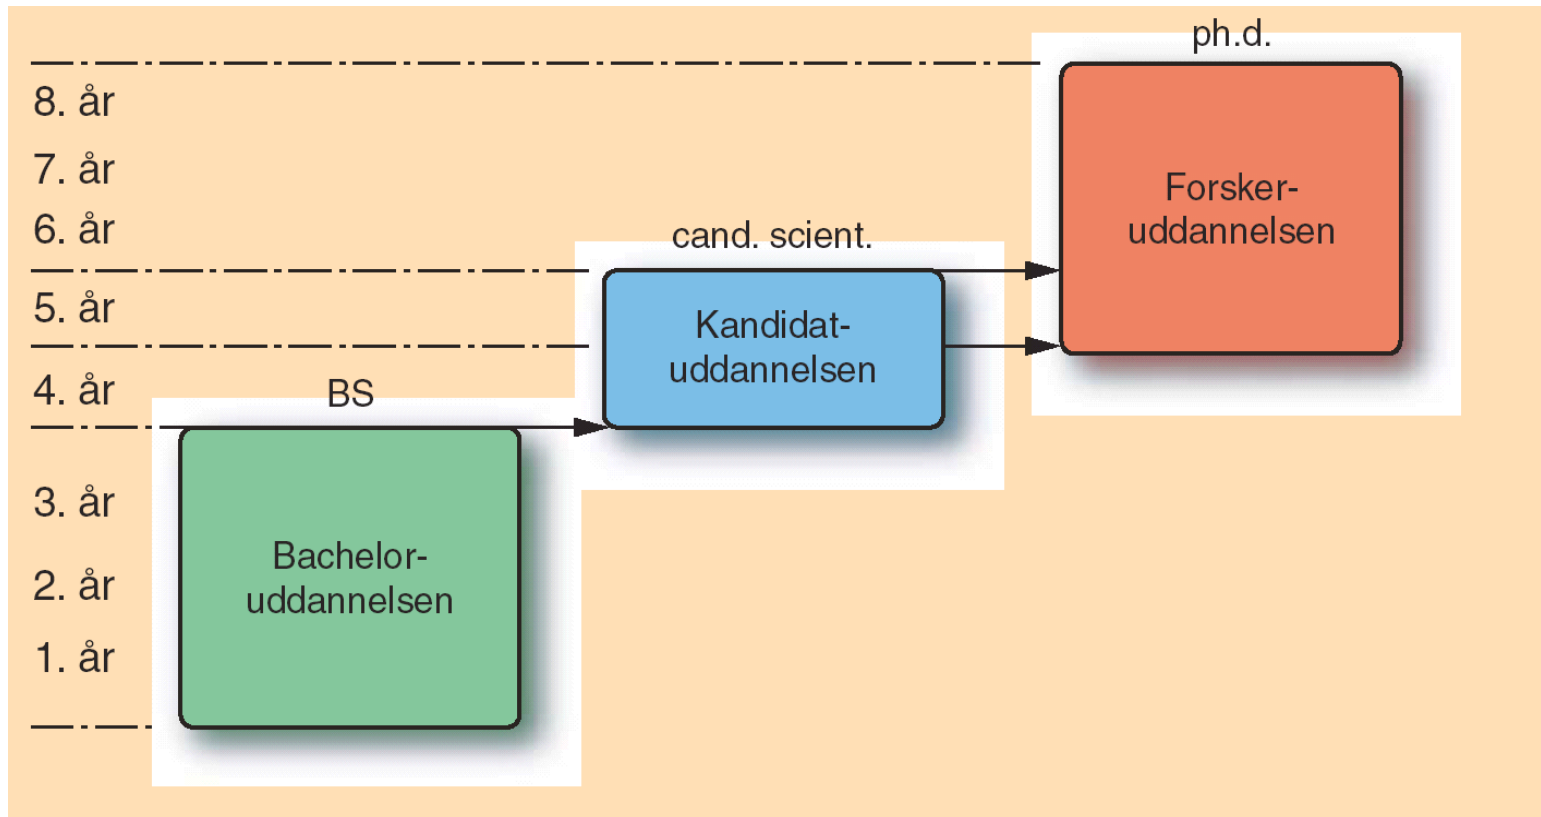 ph.d.
8. år
7. år
6. år
Forsker-
uddannelsen
cand. scient.
5. år
Kandidat-
uddannelsen
4. år
BS
3. år
Bachelor-
uddannelsen
2. år
1. år